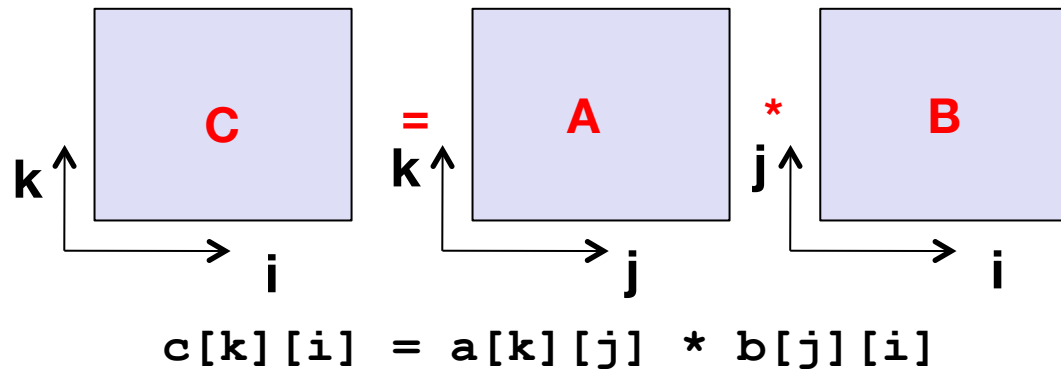 C = A * B
k k j
i j i
c[k][i] = a[k][j] * b[j][i]